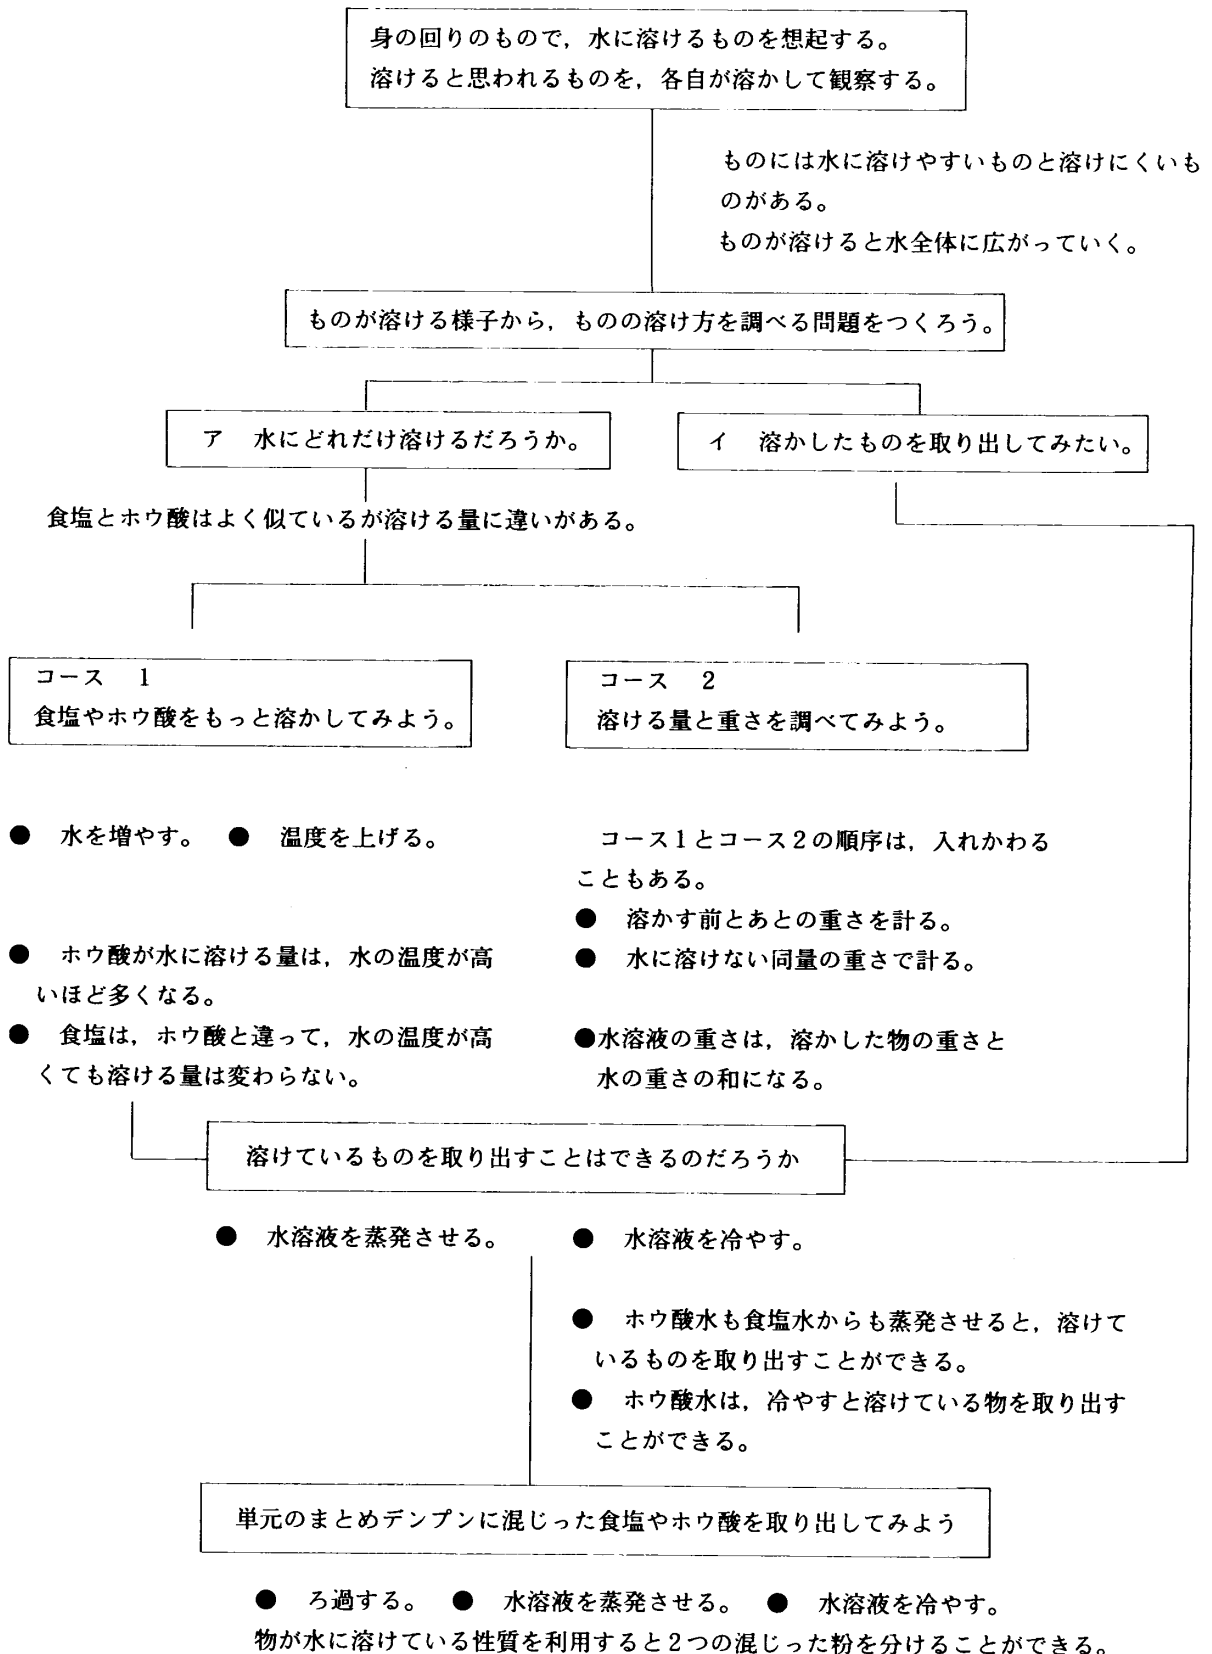 身の回りのもので，水に溶けるものを想起する。
溶けると思われるものを，各自が溶かして観察する。
ものには水に溶けやすいものと溶けにくいも
のがある。
ものが溶けると水全体に広がっていく。
ものが溶ける様子から，ものの溶け方を調べる問題をつくろう。
ア　水にどれだけ溶けるだろうか。
イ　溶かしたものを取り出してみたい。
食塩とホウ酸はよく似ているが溶ける量に違いがある。
コース　1
食塩やホウ酸をもっと溶かしてみよう。
コース　2
溶ける量と重さを調べてみよう。
●　水を増やす。　●　温度を上げる。
●　ホウ酸が水に溶ける量は，水の温度が高
いほど多くなる。
●　食塩は，ホウ酸と違って，水の温度が高
くても溶ける量は変わらない。
コース1とコース2の順序は，入れかわる
こともある。
●　溶かす前とあとの重さを計る。
●　水に溶けない同量の重さで計る。
●水溶液の重さは，溶かした物の重さと
水の重さの和になる。
溶けているものを取り出すことはできるのだろうか
●　水溶液を蒸発させる。　●　水溶液を冷やす。
●　ホウ酸水も食塩水からも蒸発させると，溶けて
いるものを取り出すことができる。
●　ホウ酸水は，冷やすと溶けている物を取り出す
ことができる。
単元のまとめデンプンに混じった食塩やホウ酸を取り出してみよう
●　ろ過する。　●　水溶液を蒸発させる。　●　水溶液を冷やす。
物が水に溶けている性質を利用すると2つの混じった粉を分けることができる。